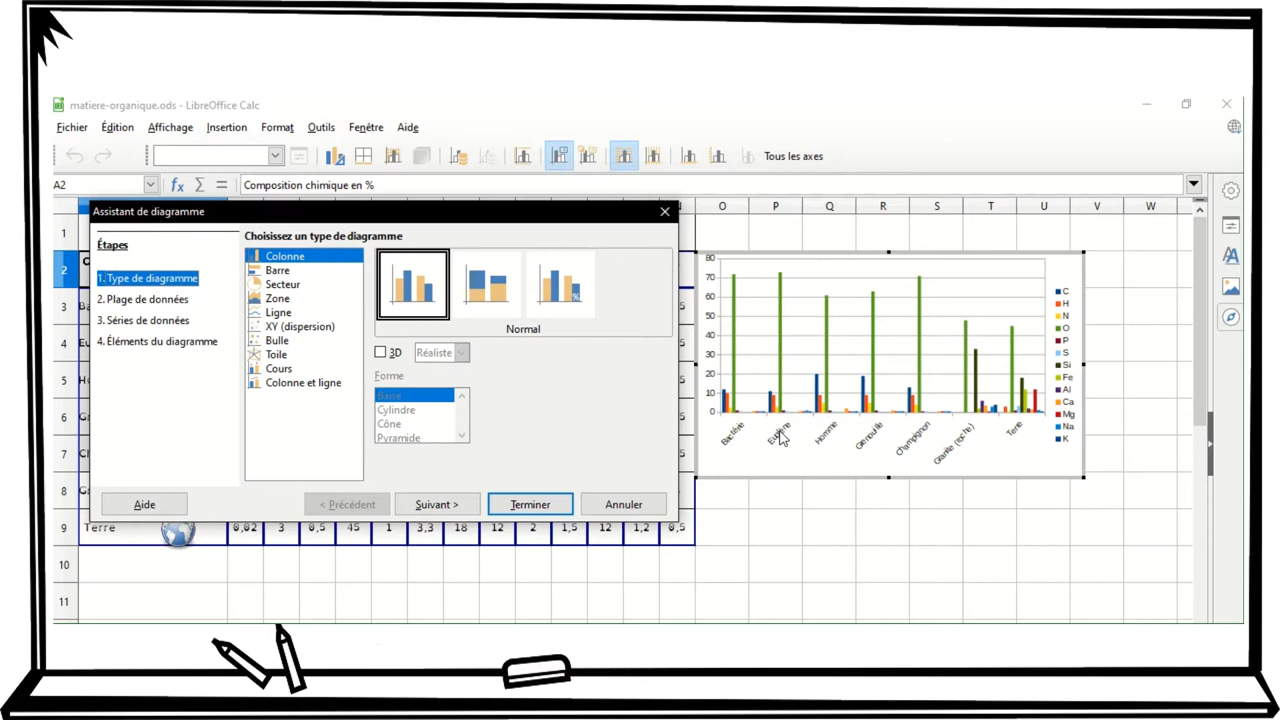 matiere-organique.ods - LibreOffice Calc
Fichier Édition Affichage Insertion Format Outils Fenêtre Aide
Tous les axes
A2 Composition chimique en %
O P Q R S T U V W
Assistant de diagramme
Étapes
1. Type de diagramme
2. Plage de données
3. Séries de données
4. Éléments du diagramme
Choisissez un type de diagramme
Colonne
Barre
Secteur
Zone
Ligne
XY (dispersion)
Bulle
Toile
Cours
Colonne et ligne
Normal
3D Réaliste
Forme
Barre
Cylindre
Cône
Pyramide
Aide < Précédent Suivant > Terminer Annuler
1
2
3
4
5
6
7
8
9 Terre 0,02 3 0,5 45 1 3,3 18 12 2 1,5 12 1,2 0,5
10
11
80
70
60
50
40
30
20
10
0
Bactérie
Homme
Grenouille
Champignon
Granite (roche)
Terre
C
H
N
O
P
S
Si
Fe
Al
Ca
Mg
Na
K